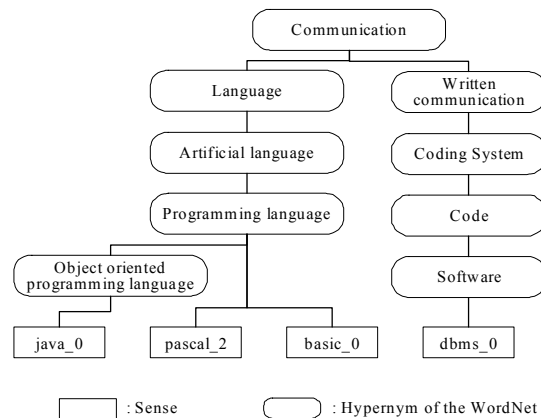 Communication
Language
Written
communication
Artificial language
Coding System
Programming language
Code
Object oriented
programming language
Software
java_0
pascal_2
basic_0
dbms_0
: Sense
: Hypernym of the WordNet